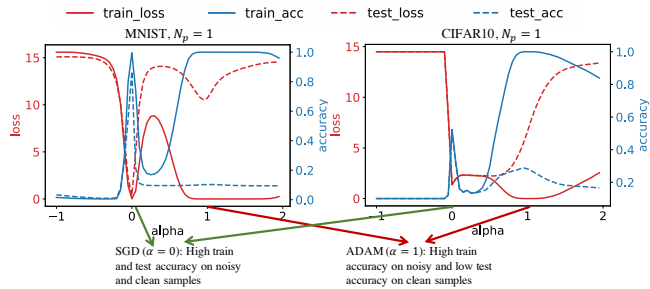 train_loss train_acc test_loss test_acc
MNIST, Nₚ = 1 CIFAR10, Nₚ = 1
15 1.0 15 1.0
0.8 0.8
10 10
0.6 0.6
loss accuracy loss accuracy
0.4 0.4
5 5
0.2 0.2
0 0.0 0
−1 0 1 2 −1 0 1 2
alpha alpha
SGD (α = 0): High train
and test accuracy on noisy
and clean samples
ADAM (α = 1): High train
accuracy on noisy and low test
accuracy on clean samples